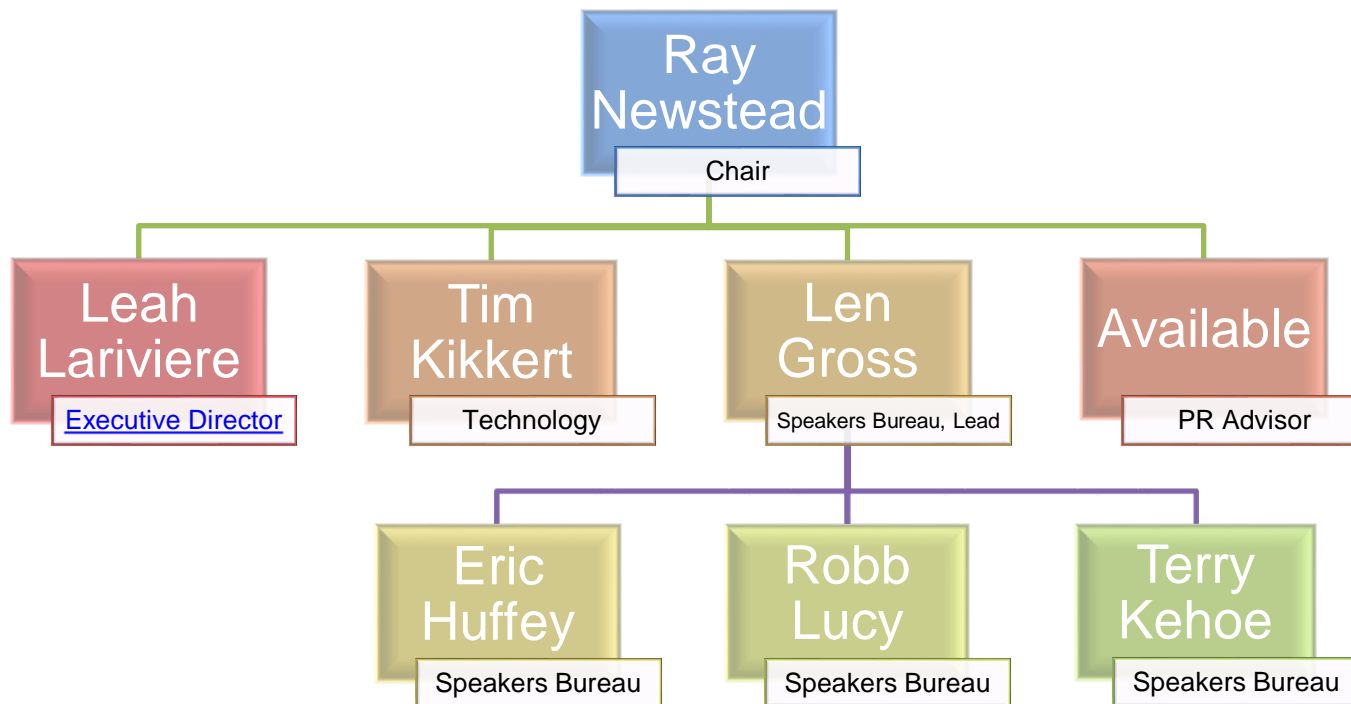 Ray
Newstead
Chair
Leah
Lariviere
Executive Director
Tim
Kikkert
Technology
Len
Gross
Speakers Bureau, Lead
Available
PR Advisor
Eric
Huffey
Speakers Bureau
Robb
Lucy
Speakers Bureau
Terry
Kehoe
Speakers Bureau